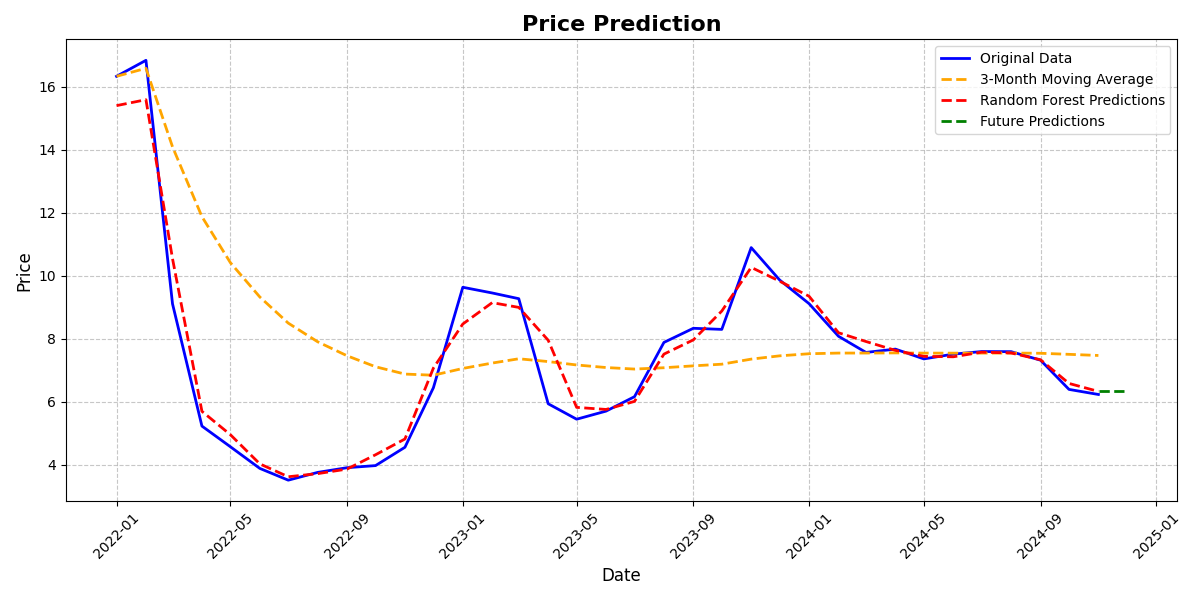 Price Prediction
Original Data
3-Month Moving Average
Random Forest Predictions
Future Predictions
Price
16
14
12
10
8
6
4
2022-01
2022-05
2022-09
2023-01
2023-05
2023-09
2024-01
2024-05
2024-09
2025-01
Date